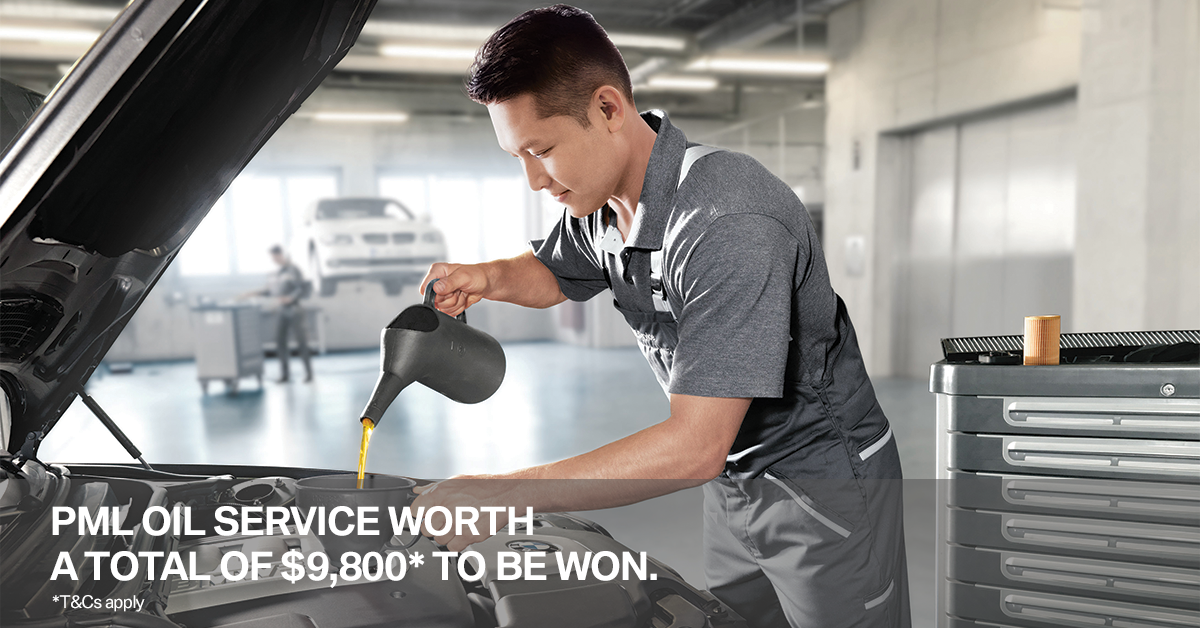 PML OIL SERVICE WORTH
A TOTAL OF $9,800* TO BE WON.
*T&Cs apply